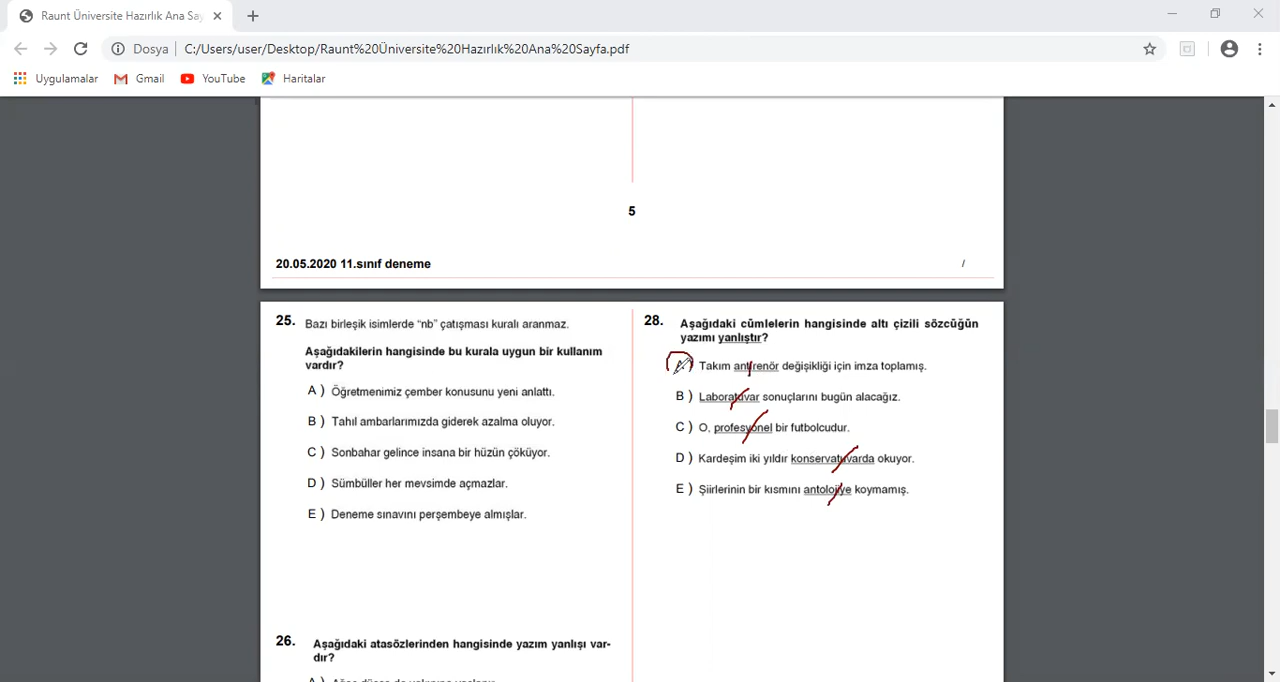 Raunt Üniversite Hazırlık Ana Say
Dosya C:/Users/user/Desktop/Raunt%20Üniversite%20Hazırlık%20Ana%20Sayfa.pdf
Uygulamalar Gmail YouTube Haritalar
5
20.05.2020 11.sınıf deneme /
25. Bazı birleşik isimlerde “nb” çatışması kuralı aranmaz.
Aşağıdakilerin hangisinde bu kurala uygun bir kullanım
vardır?
A ) Öğretmenimiz çember konusunu yeni anlattı.
B ) Tahıl ambarlarımızda giderek azalma oluyor.
C ) Sonbahar gelince insana bir hüzün çöküyor.
D ) Sümbüller her mevsimde açmazlar.
E ) Deneme sınavını perşembeye almışlar.
26. Aşağıdaki atasözlerinden hangisinde yazım yanlışı var-
dır?
28. Aşağıdaki cümlelerin hangisinde altı çizili sözcüğün
yazımı yanlıştır?
A ) Takım antirenör değişikliği için imza toplamış.
B ) Laboratuvar sonuçlarını bugün alacağız.
C ) O, profesyonel bir futbolcudur.
D ) Kardeşim iki yıldır konservatuvarda okuyor.
E ) Şiirlerinin bir kısmını antolojiye koymamış.